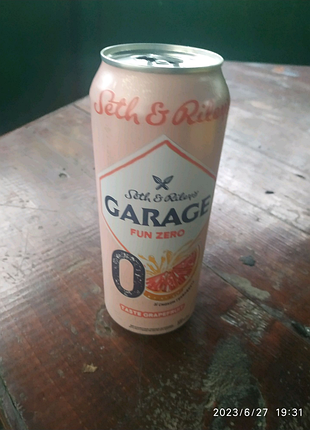 Seth & Riley's
Seth & Riley's
GARAGE
FUN ZERO
0
TASTE GRAPEFRUIT
2023/6/27 19:31